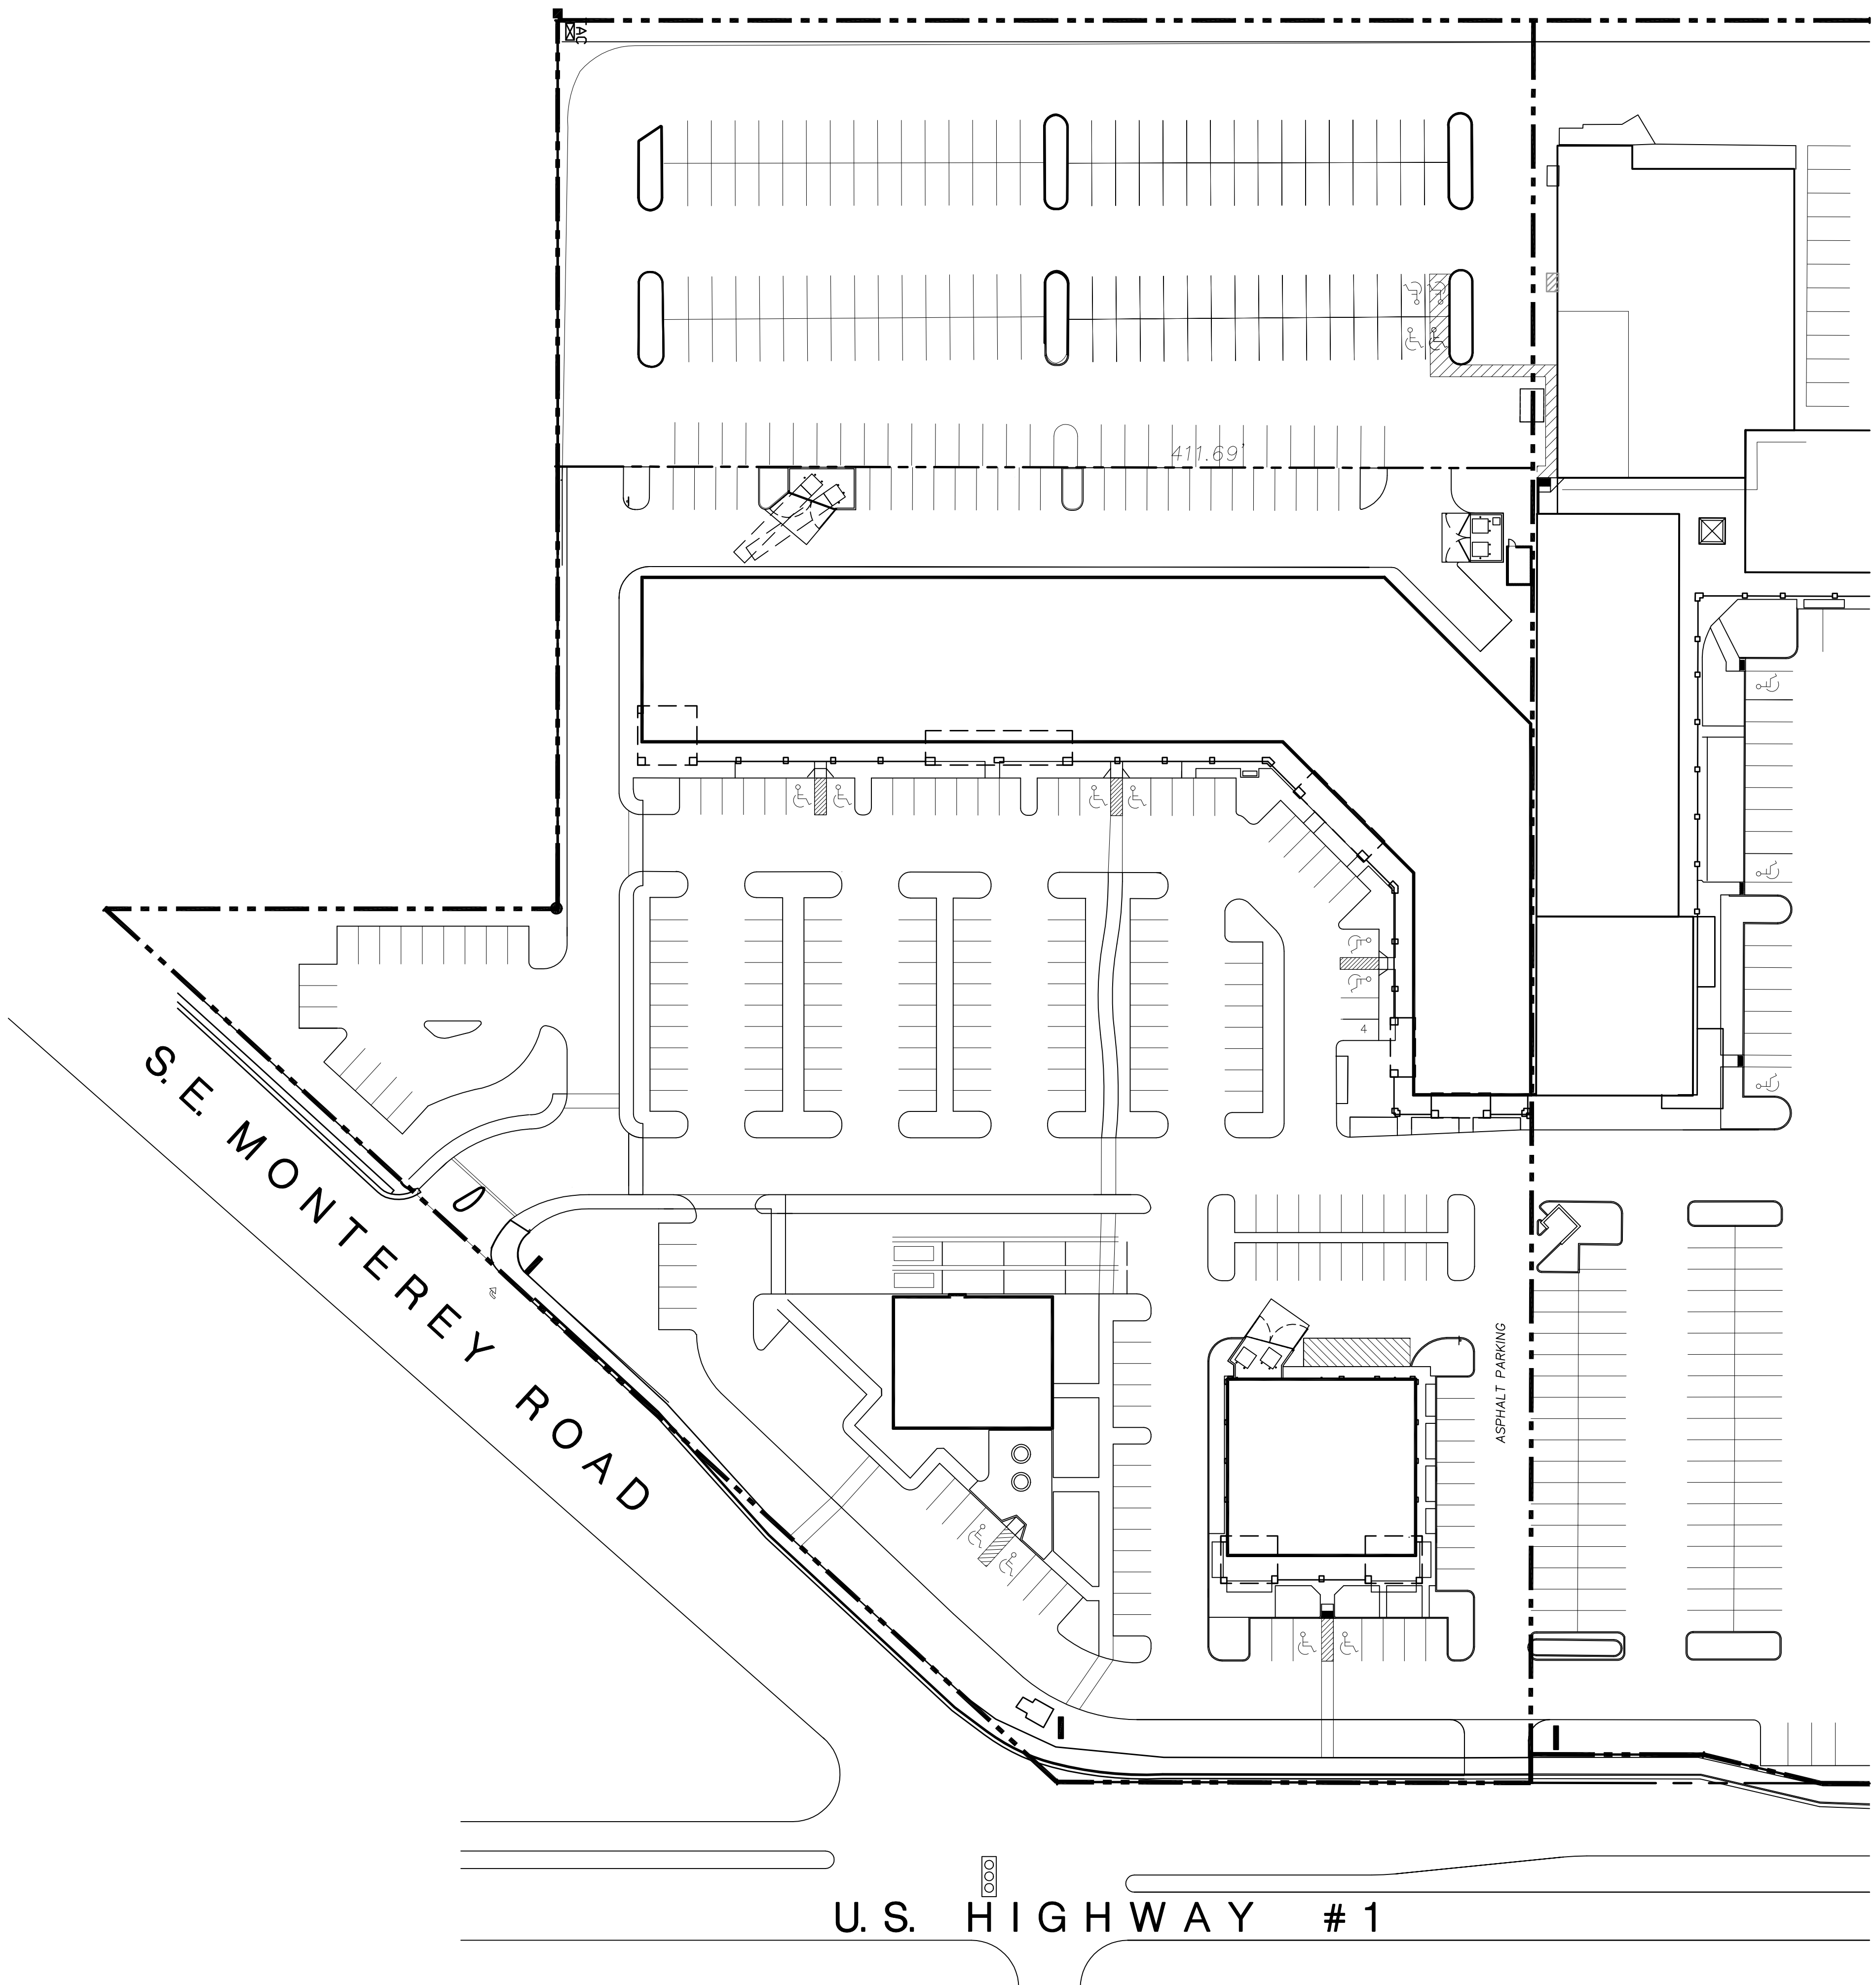 AC
411.69'
4
S.E. MONTEREY ROAD
ASPHALT PARKING
U.S. HIGHWAY #1